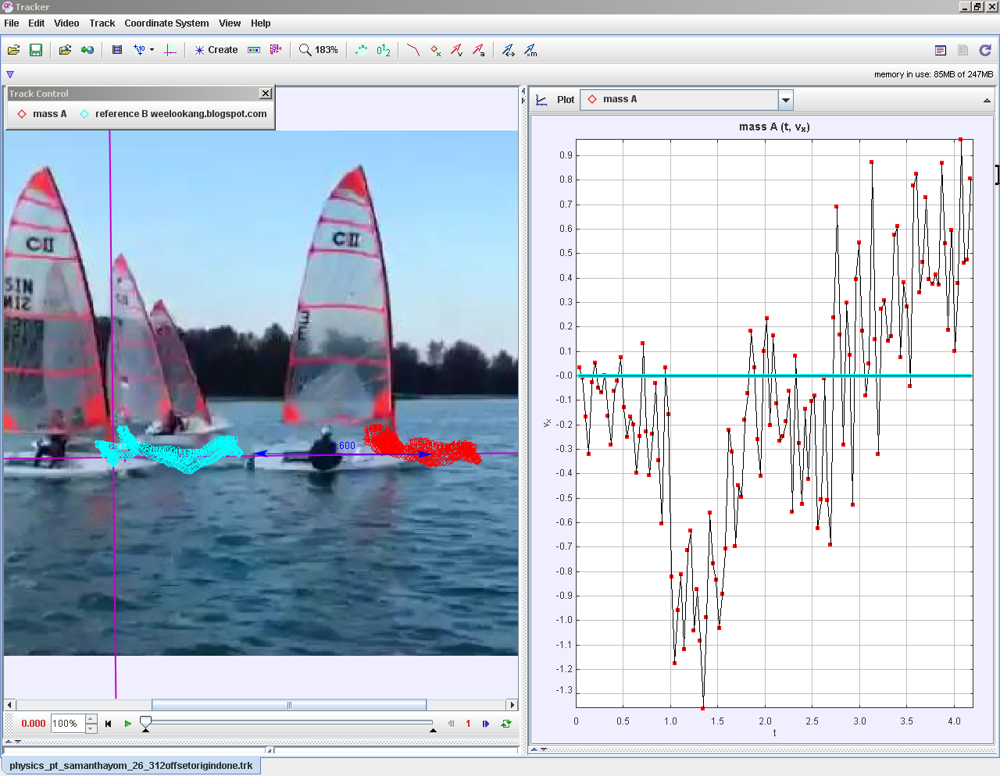 Tracker
File Edit Video Track Coordinate System View Help
Create 183%
memory in use: 85MB of 247MB
Track Control
mass A reference B weelookang.blogspot.com
Plot mass A
mass A (t, vx)
CII
SIN
CII
0.9
0.8
0.7
0.6
0.5
0.4
0.3
0.2
0.1
-0.0
-0.1
-0.2
-0.3
-0.4
-0.5
-0.6
-0.7
-0.8
-0.9
-1.0
-1.1
-1.2
-1.3
vx
0 0.5 1.0 1.5 2.0 2.5 3.0 3.5 4.0
t
0.000 100% 1
physics_pt_samanthayom_26_312offsetorigindone.trk